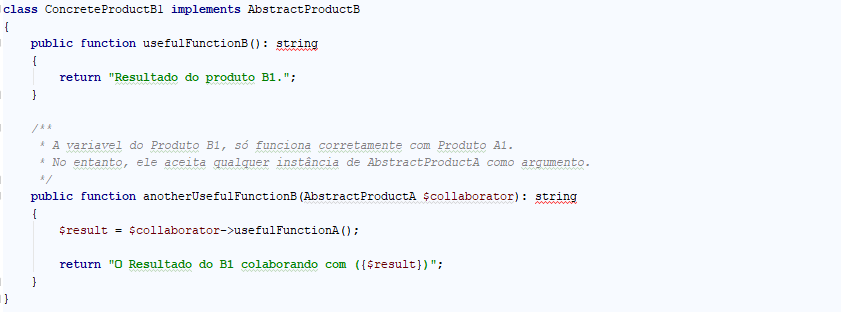 class ConcreteProductB1 implements AbstractProductB
{
public function usefulFunctionB(): string
{
return "Resultado do produto B1.";
}
/**
* A variavel do Produto B1, só funciona corretamente com Produto A1.
* No entanto, ele aceita qualquer instância de AbstractProductA como argumento.
*/
public function anotherUsefulFunctionB(AbstractProductA $collaborator): string
{
$result = $collaborator->usefulFunctionA();
return "O Resultado do B1 colaborando com ({$result})";
}
}